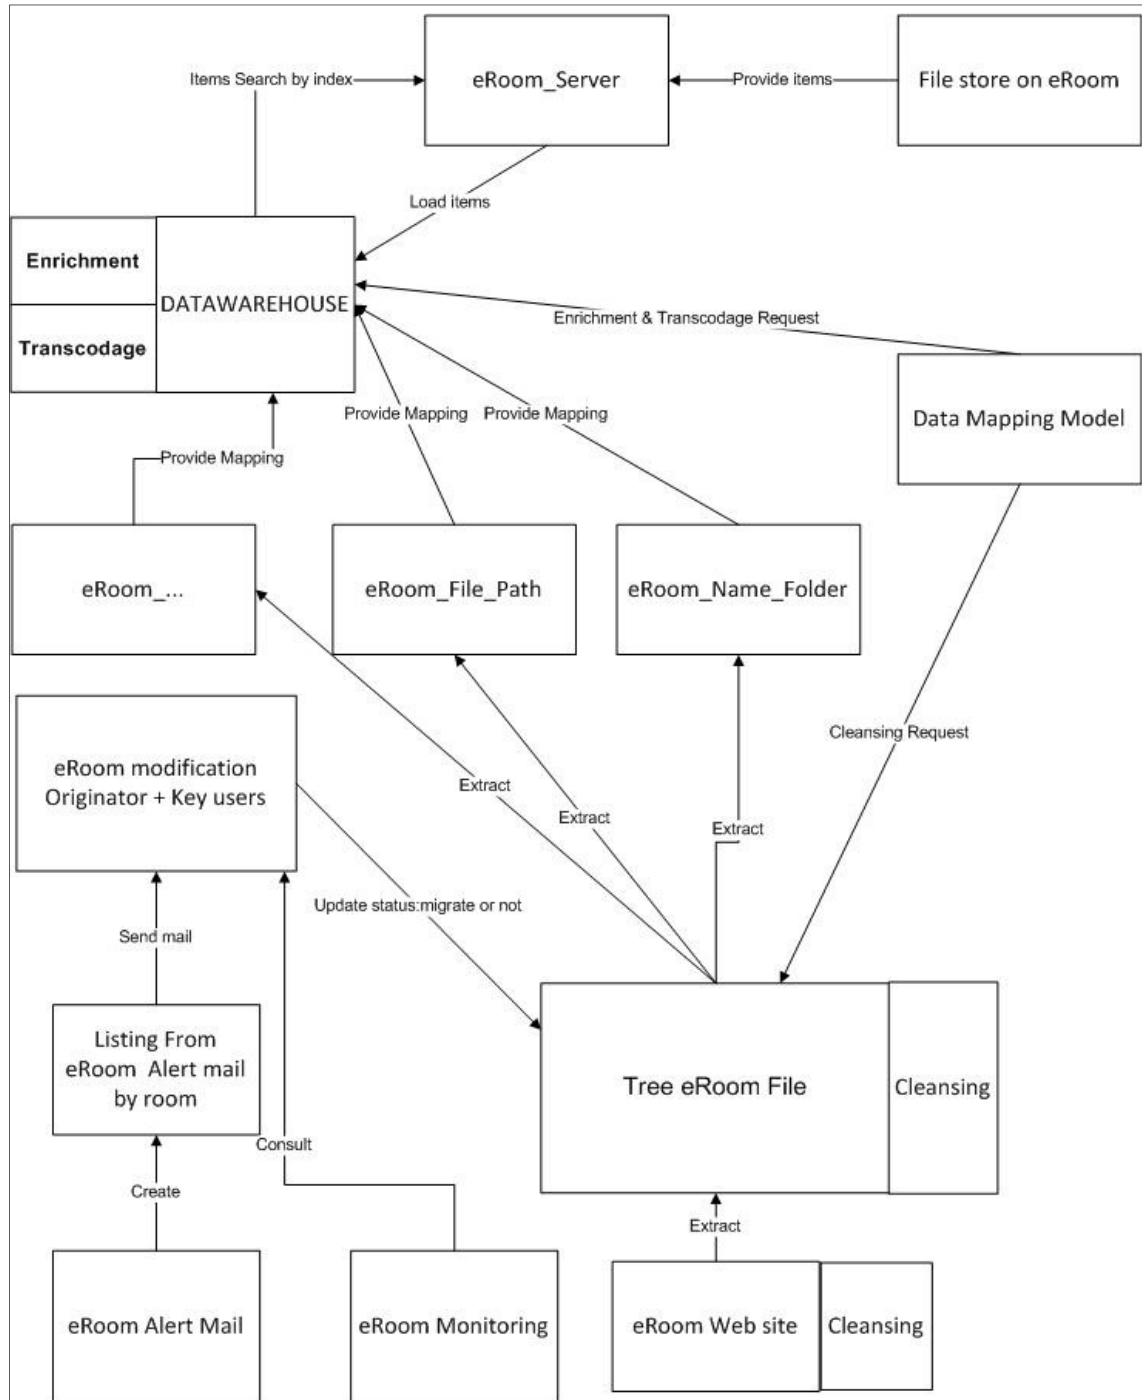 Items Search by index
eRoom_Server
Provide items
File store on eRoom
Load items
Enrichment
DATAWAREHOUSE
Transcodage
Enrichment & Transcodage Request
Provide Mapping
Provide Mapping
Data Mapping Model
Provide Mapping
eRoom_...
eRoom_File_Path
eRoom_Name_Folder
Cleansing Request
eRoom modification
Originator + Key users
Extract
Extract
Extract
Update status:migrate or not
Send mail
Listing From
eRoom  Alert mail
by room
Tree eRoom File
Cleansing
Consult
Create
Extract
eRoom Alert Mail
eRoom Monitoring
eRoom Web site
Cleansing